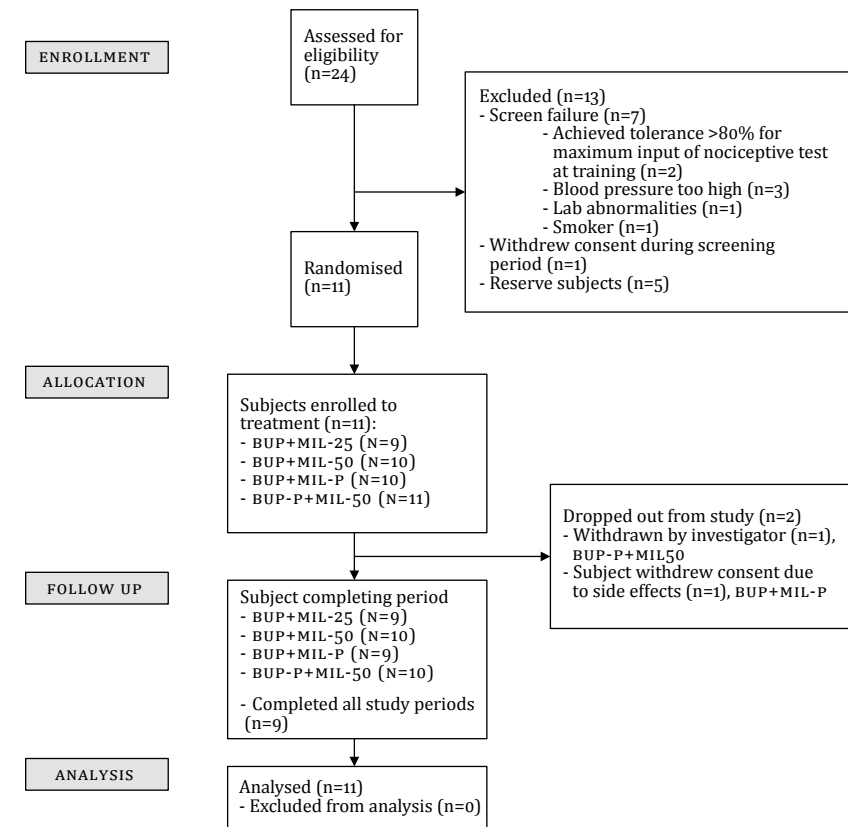 ENROLLMENT
Assessed for
eligibility
(n=24)
Excluded (n=13)
- Screen failure (n=7)
- Achieved tolerance >80% for
maximum input of nociceptive test
at training (n=2)
- Blood pressure too high (n=3)
- Lab abnormalities (n=1)
- Smoker (n=1)
- Withdrew consent during screening
period (n=1)
- Reserve subjects (n=5)
Randomised
(n=11)
ALLOCATION
Subjects enrolled to
treatment (n=11):
- BUP+MIL-25 (N=9)
- BUP+MIL-50 (N=10)
- BUP+MIL-P (N=10)
- BUP-P+MIL-50 (N=11)
Dropped out from study (n=2)
- Withdrawn by investigator (n=1),
BUP-P+MIL50
- Subject withdrew consent due
to side effects (n=1), BUP+MIL-P
FOLLOW UP
Subject completing period
- BUP+MIL-25 (N=9)
- BUP+MIL-50 (N=10)
- BUP+MIL-P (N=9)
- BUP-P+MIL-50 (N=10)
- Completed all study periods
(n=9)
ANALYSIS
Analysed (n=11)
- Excluded from analysis (n=0)